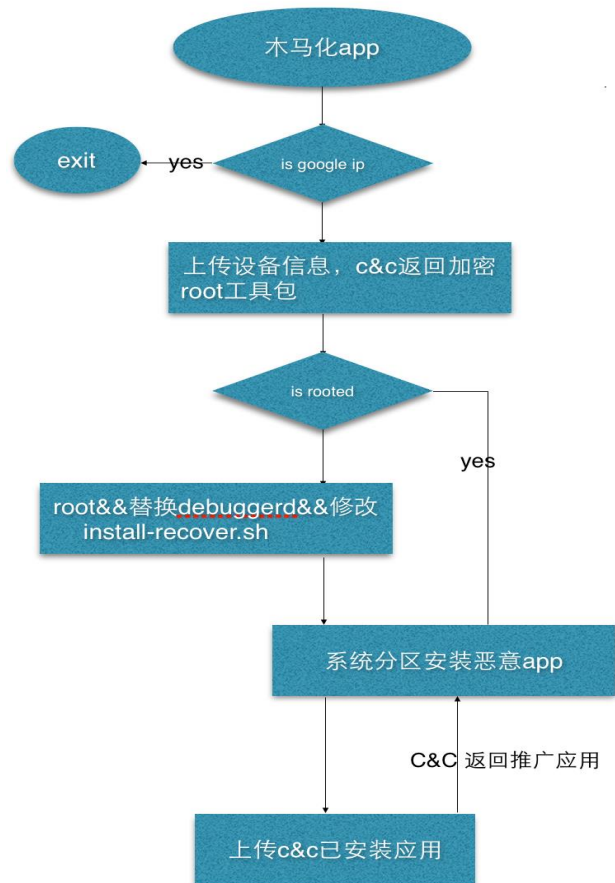 木马化app
exit
yes
is google ip
上传设备信息，c&c返回加密
root工具包
is rooted
yes
root&&替换debuggerd&&修改
install-recover.sh
系统分区安装恶意app
C&C 返回推广应用
上传c&c已安装应用